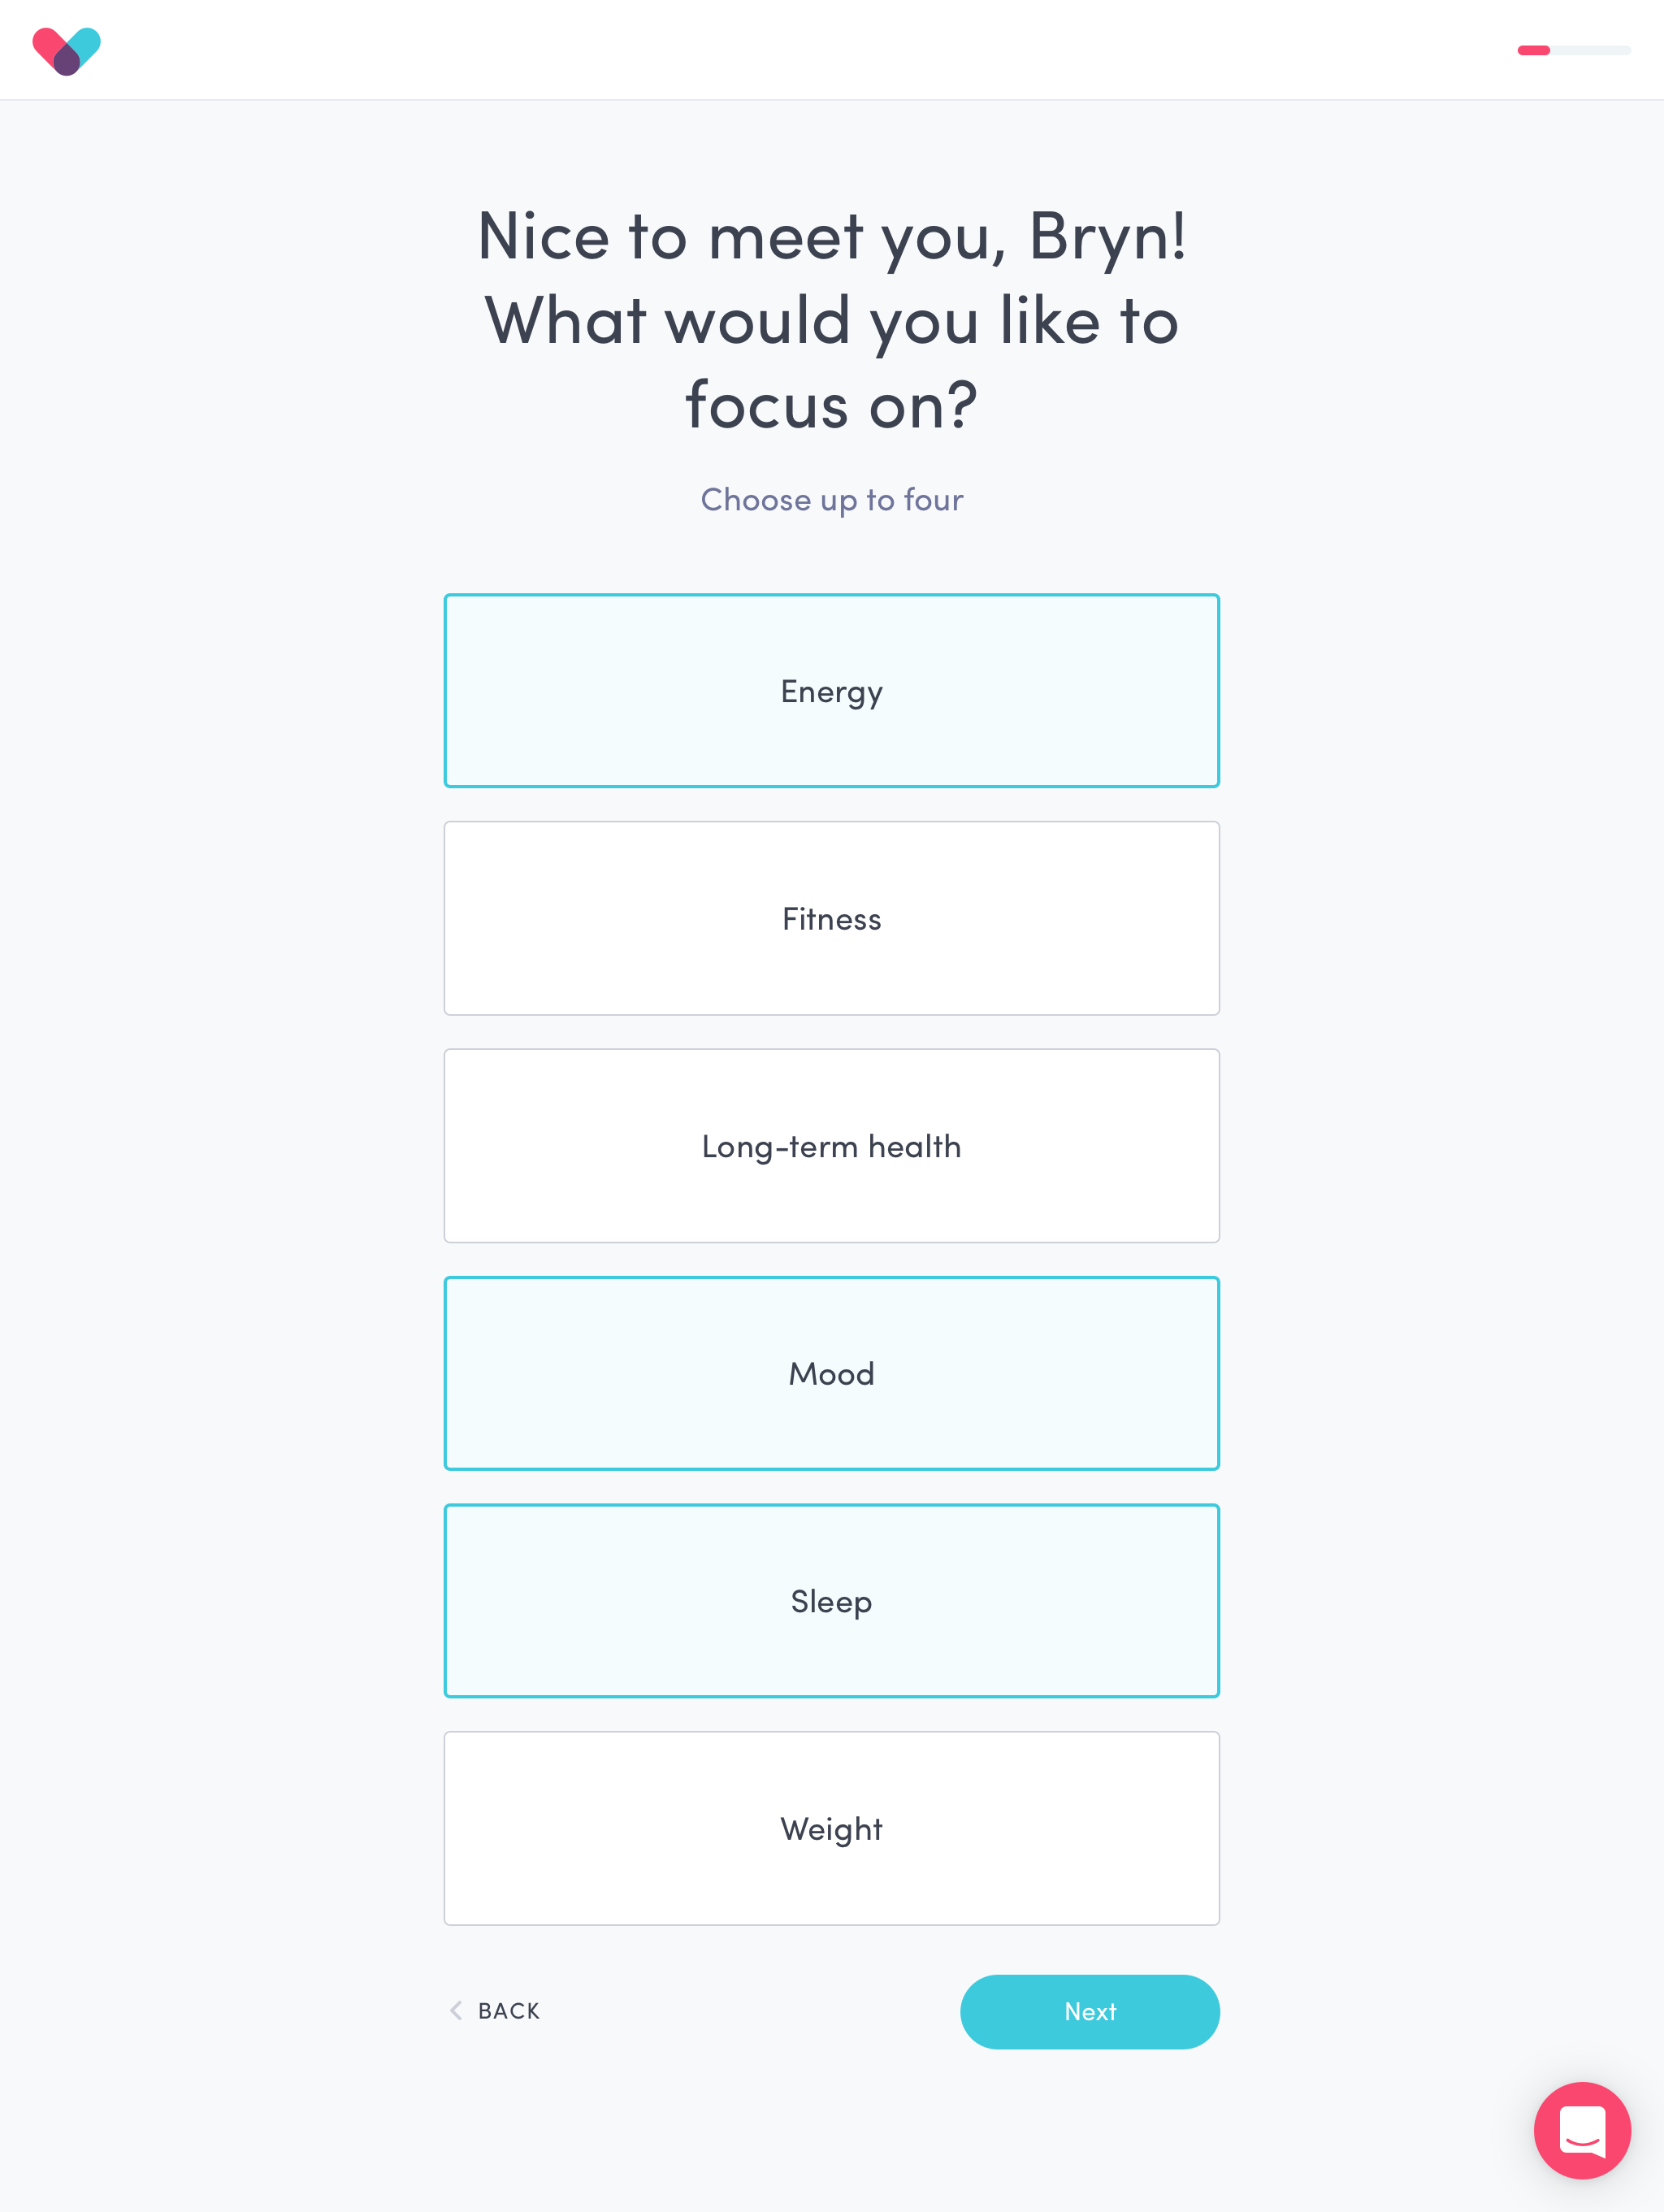 Nice to meet you, Bryn!
What would you like to
focus on?
Choose up to four
Energy
Fitness
Long-term health
Mood
Sleep
Weight
BACK
Next